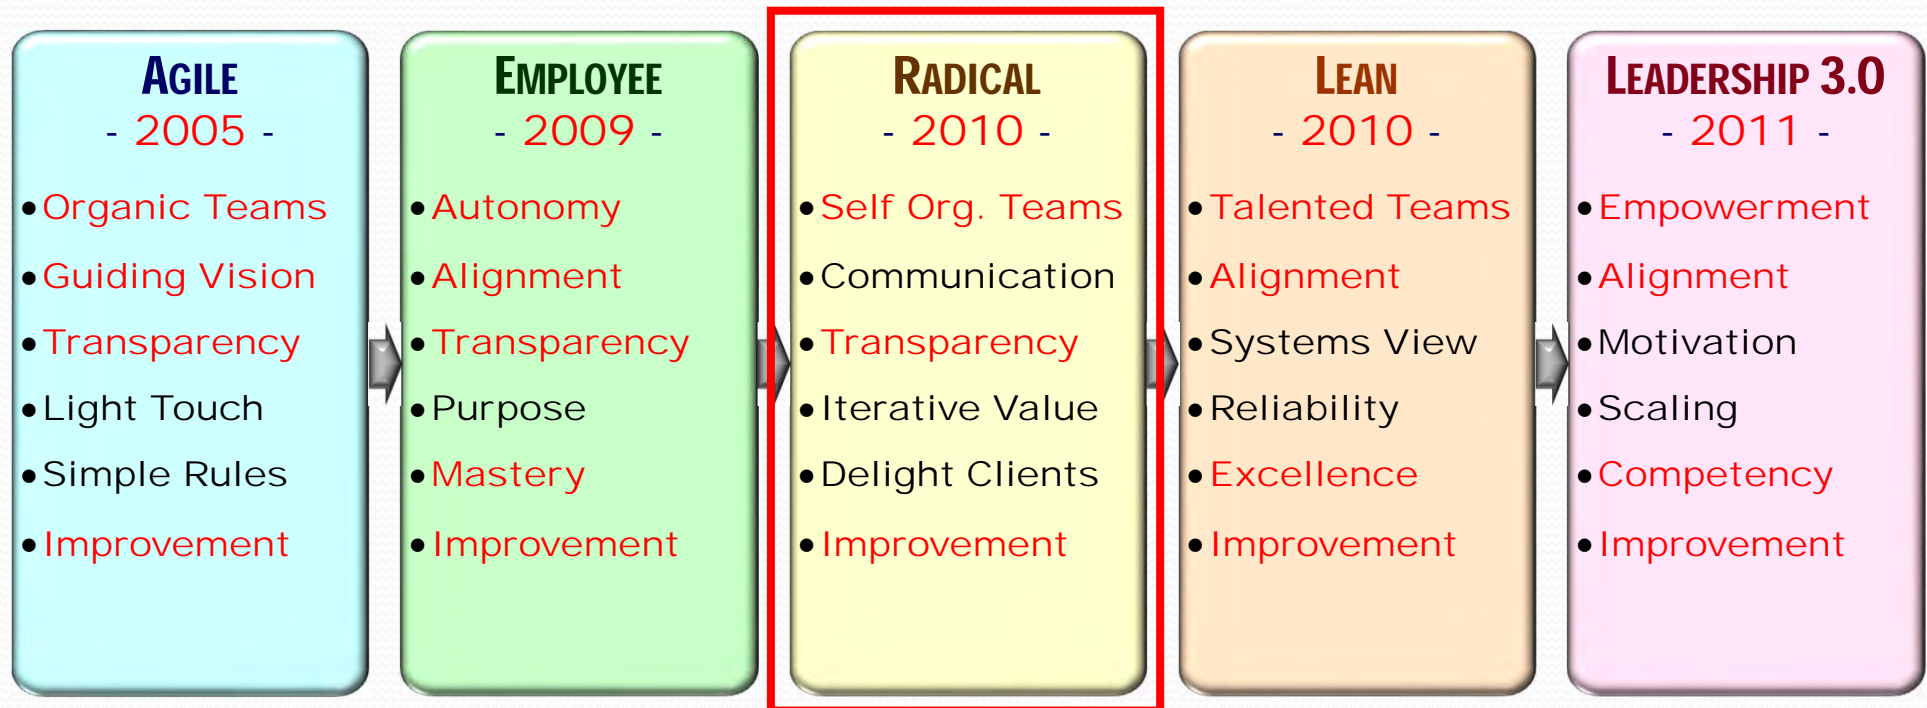 AGILE
- 2005 -
•Organic Teams
•Guiding Vision
•Transparency
•Light Touch
•Simple Rules
•Improvement
EMPLOYEE
- 2009 -
•Autonomy
•Alignment
•Transparency
•Purpose
•Mastery
•Improvement
RADICAL
- 2010 -
•Self Org. Teams
•Communication
•Transparency
•Iterative Value
•Delight Clients
•Improvement
LEAN
- 2010 -
•Talented Teams
•Alignment
•Systems View
•Reliability
•Excellence
•Improvement
LEADERSHIP 3.0
- 2011 -
•Empowerment
•Alignment
•Motivation
•Scaling
•Competency
•Improvement